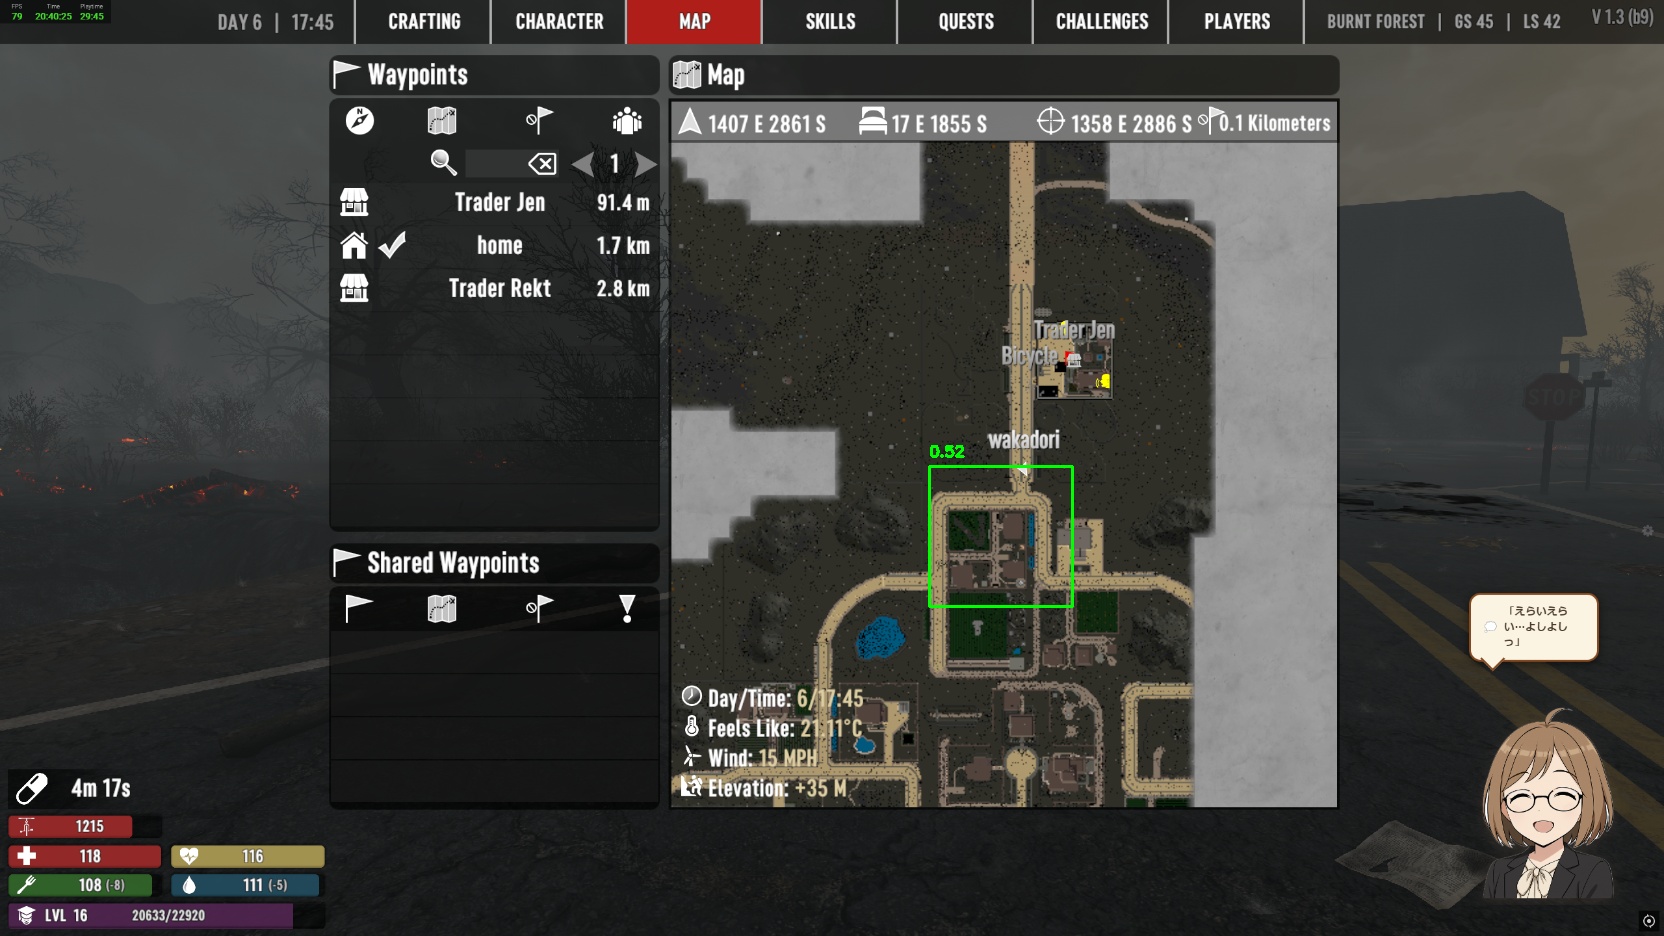 FPS Time Playtime
79 20:40:25 29:45
DAY 6 | 17:45
CRAFTING
CHARACTER
MAP
SKILLS
QUESTS
CHALLENGES
PLAYERS
BURNT FOREST | GS 45 | LS 42
V 1.3 (b9)
Waypoints
N
1
Trader Jen 91.4 m
home 1.7 km
Trader Rekt 2.8 km
Shared Waypoints
Map
1407 E 2861 S 17 E 1855 S 1358 E 2886 S 0.1 Kilometers
Trader Jen
Bicycle
wakadori
0.52
Day/Time: 6/17:45
Feels Like: 21.11°C
Wind: 15 MPH
Elevation: +35 M
STOP
「えらいえら
い…よしよし
っ」
4m 17s
1215
118 116
108 (-8) 111 (-5)
LVL 16 20633/22920